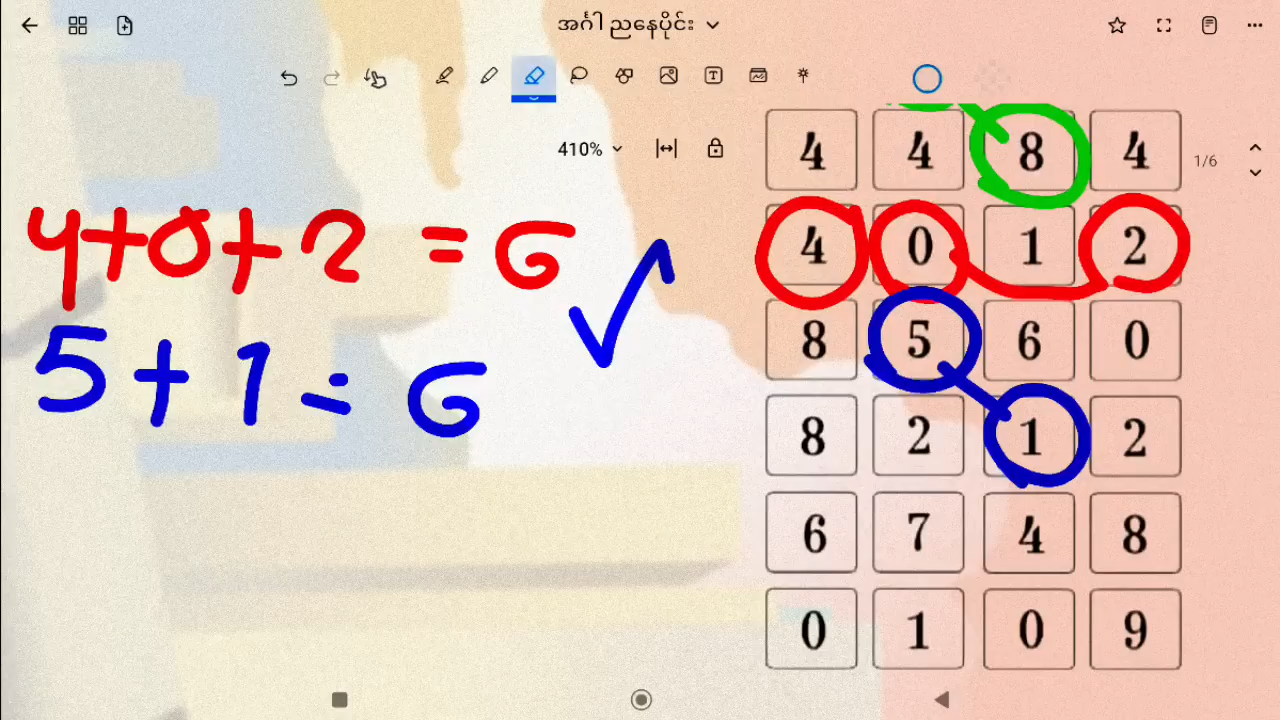 အင်္ဂါ ညနေပိုင်း
410%
1/6
4 4 8 4
4 0 1 2
8 5 6 0
8 2 1 2
6 7 4 8
0 1 0 9
4+0+2 = 6
5+1 = 6